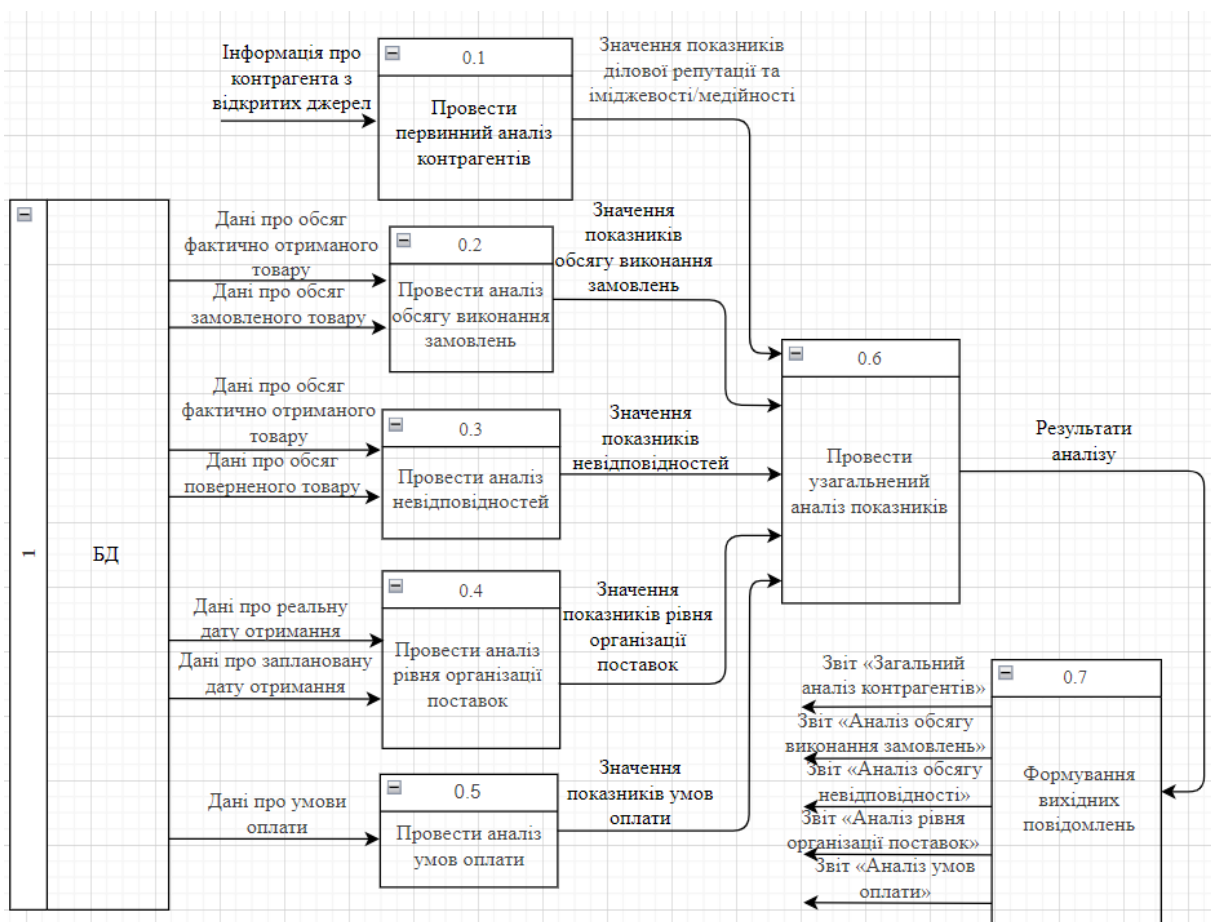 Інформація про
контрагента з
відкритих джерел
0.1
Провести
первинний аналіз
контрагентів
Значення показників
ділової репутації та
іміджевості/медійності
1
БД
Дані про обсяг
фактично отриманого
товару
Дані про обсяг
замовленого товару
0.2
Провести аналіз
обсягу виконання
замовлень
Значення
показників
обсягу виконання
замовлень
Дані про обсяг
фактично отриманого
товару
Дані про обсяг
поверненого товару
0.3
Провести аналіз
невідповідностей
Значення
показників
невідповідностей
Дані про реальну
дату отримання
Дані про заплановану
дату отримання
0.4
Провести аналіз
рівня організації
поставок
Значення
показників рівня
організації
поставок
Дані про умови
оплати
0.5
Провести аналіз
умов оплати
Значення
показників умов
оплати
0.6
Провести
узагальнений
аналіз показників
Результати
аналізу
0.7
Формування
вихідних
повідомлень
Звіт «Загальний
аналіз контрагентів»
Звіт «Аналіз обсягу
виконання замовлень»
Звіт «Аналіз обсягу
невідповідності»
Звіт «Аналіз рівня
організації поставок»
Звіт «Аналіз умов
оплати»